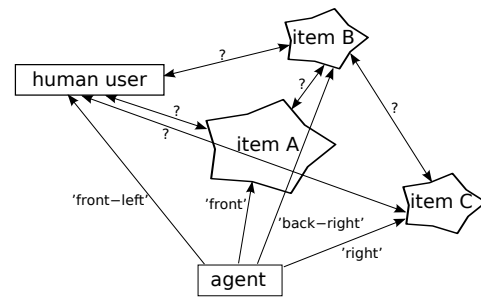 item B
?
human user
?
?
?
?
item A
'front−left'
'front'
item C
'back−right'
'right'
agent